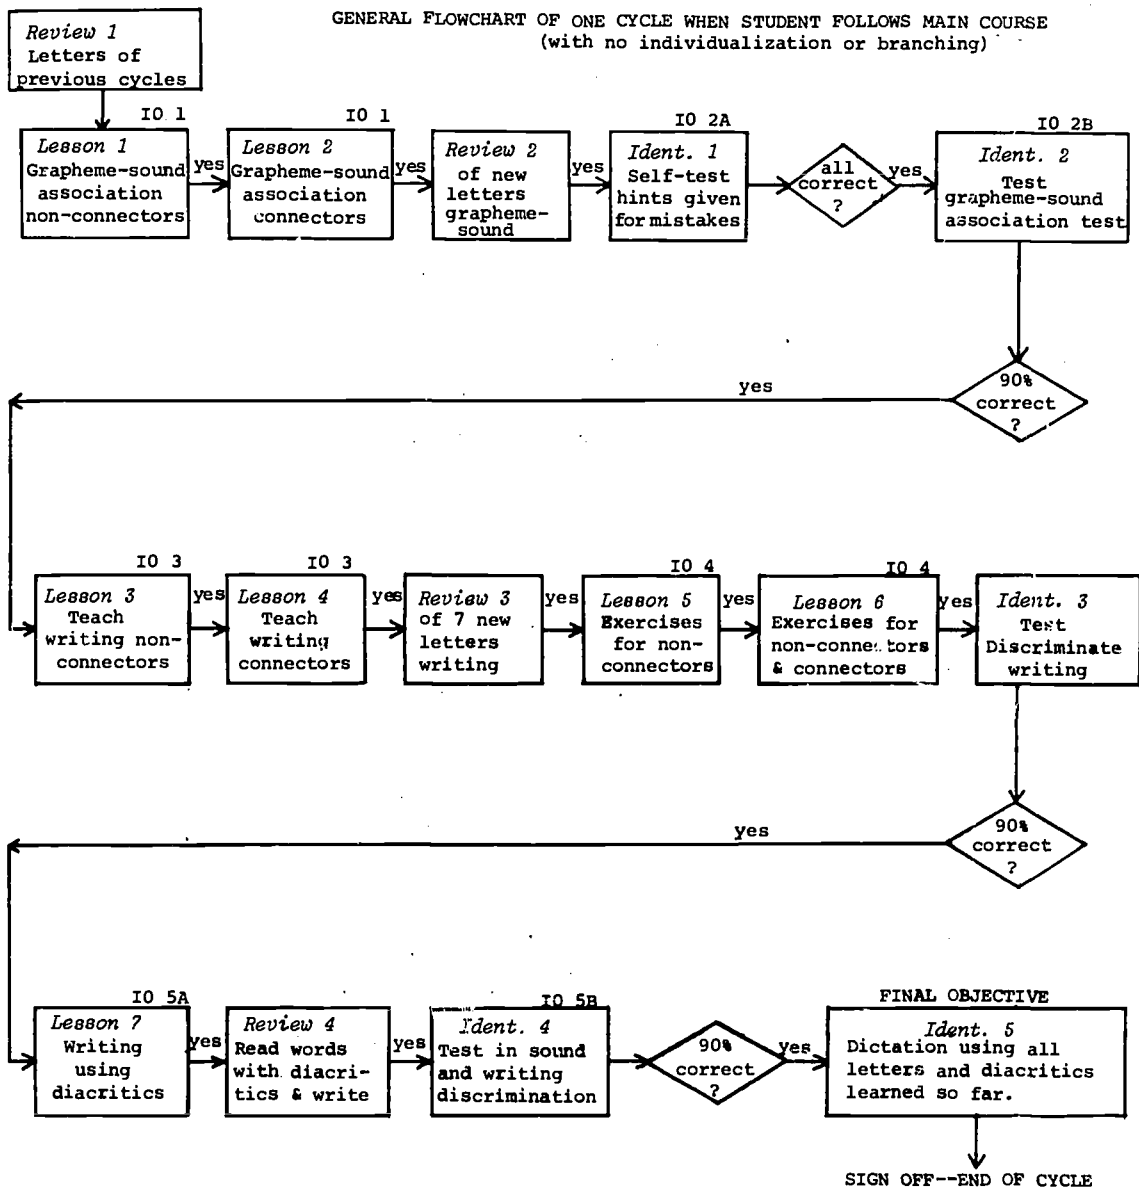 GENERAL FLOWCHART OF ONE CYCLE WHEN STUDENT FOLLOWS MAIN COURSE
(with no individualization or branching)
Review 1
Letters of
previous cycles
IO 1
Lesson 1
Grapheme-sound
association
non-connectors
yes
IO 1
Lesson 2
Grapheme-sound
association
connectors
yes
Review 2
of new
letters
grapheme-
sound
yes
IO 2A
Ident. 1
Self-test
hints given
for mistakes
all
correct
?
yes
IO 2B
Ident. 2
Test
grapheme-sound
association test
90%
correct
?
yes
IO 3
Lesson 3
Teach
writing non-
connectors
yes
IO 3
Lesson 4
Teach
writing
connectors
yes
Review 3
of 7 new
letters
writing
yes
IO 4
Lesson 5
Exercises
for non-
connectors
yes
IO 4
Lesson 6
Exercises for
non-connectors
& connectors
yes
Ident. 3
Test
Discriminate
writing
90%
correct
?
yes
IO 5A
Lesson 7
Writing
using
diacritics
yes
Review 4
Read words
with diacri-
tics & write
yes
IO 5B
Ident. 4
Test in sound
and writing
discrimination
90%
correct
?
yes
FINAL OBJECTIVE
Ident. 5
Dictation using all
letters and diacritics
learned so far.
SIGN OFF--END OF CYCLE